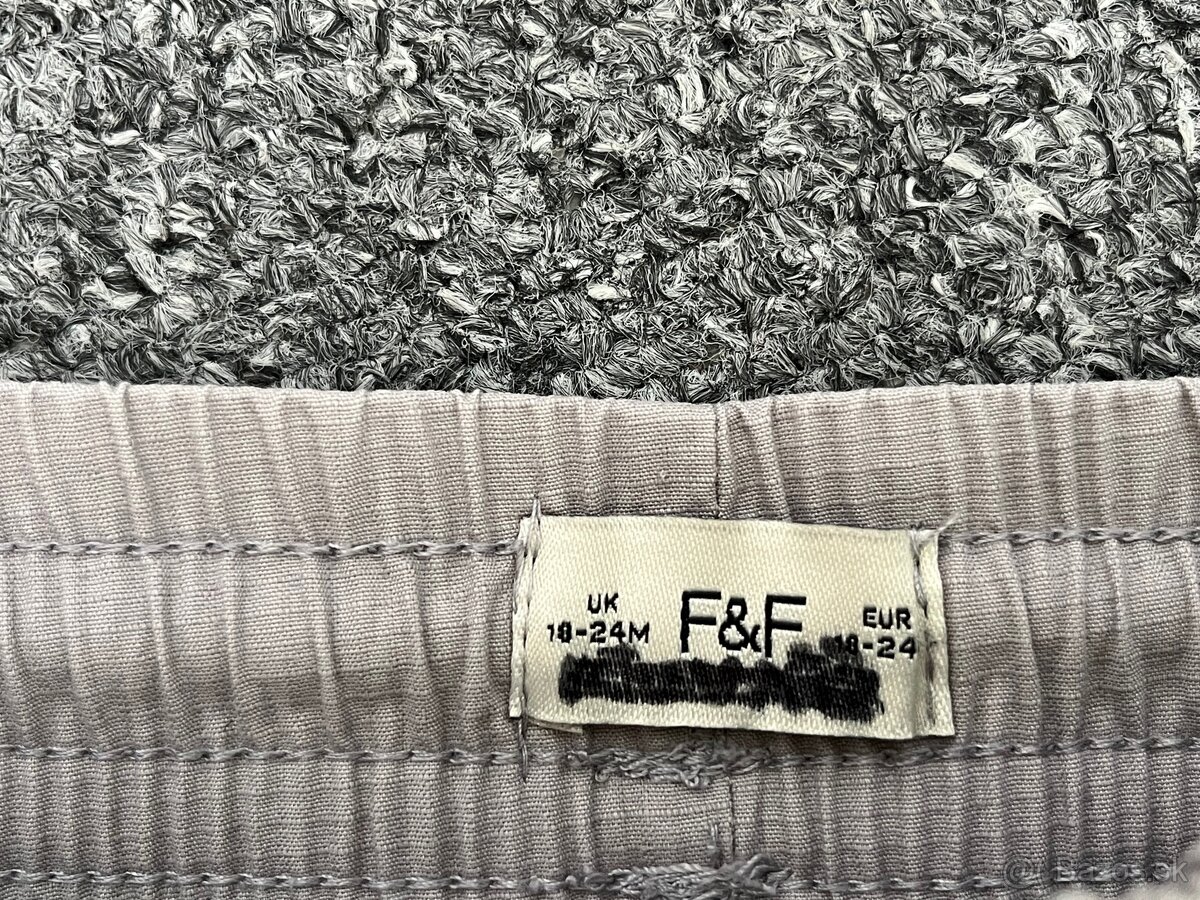 UK
18-24M
F&F
EUR
18-24
Bazos.sk